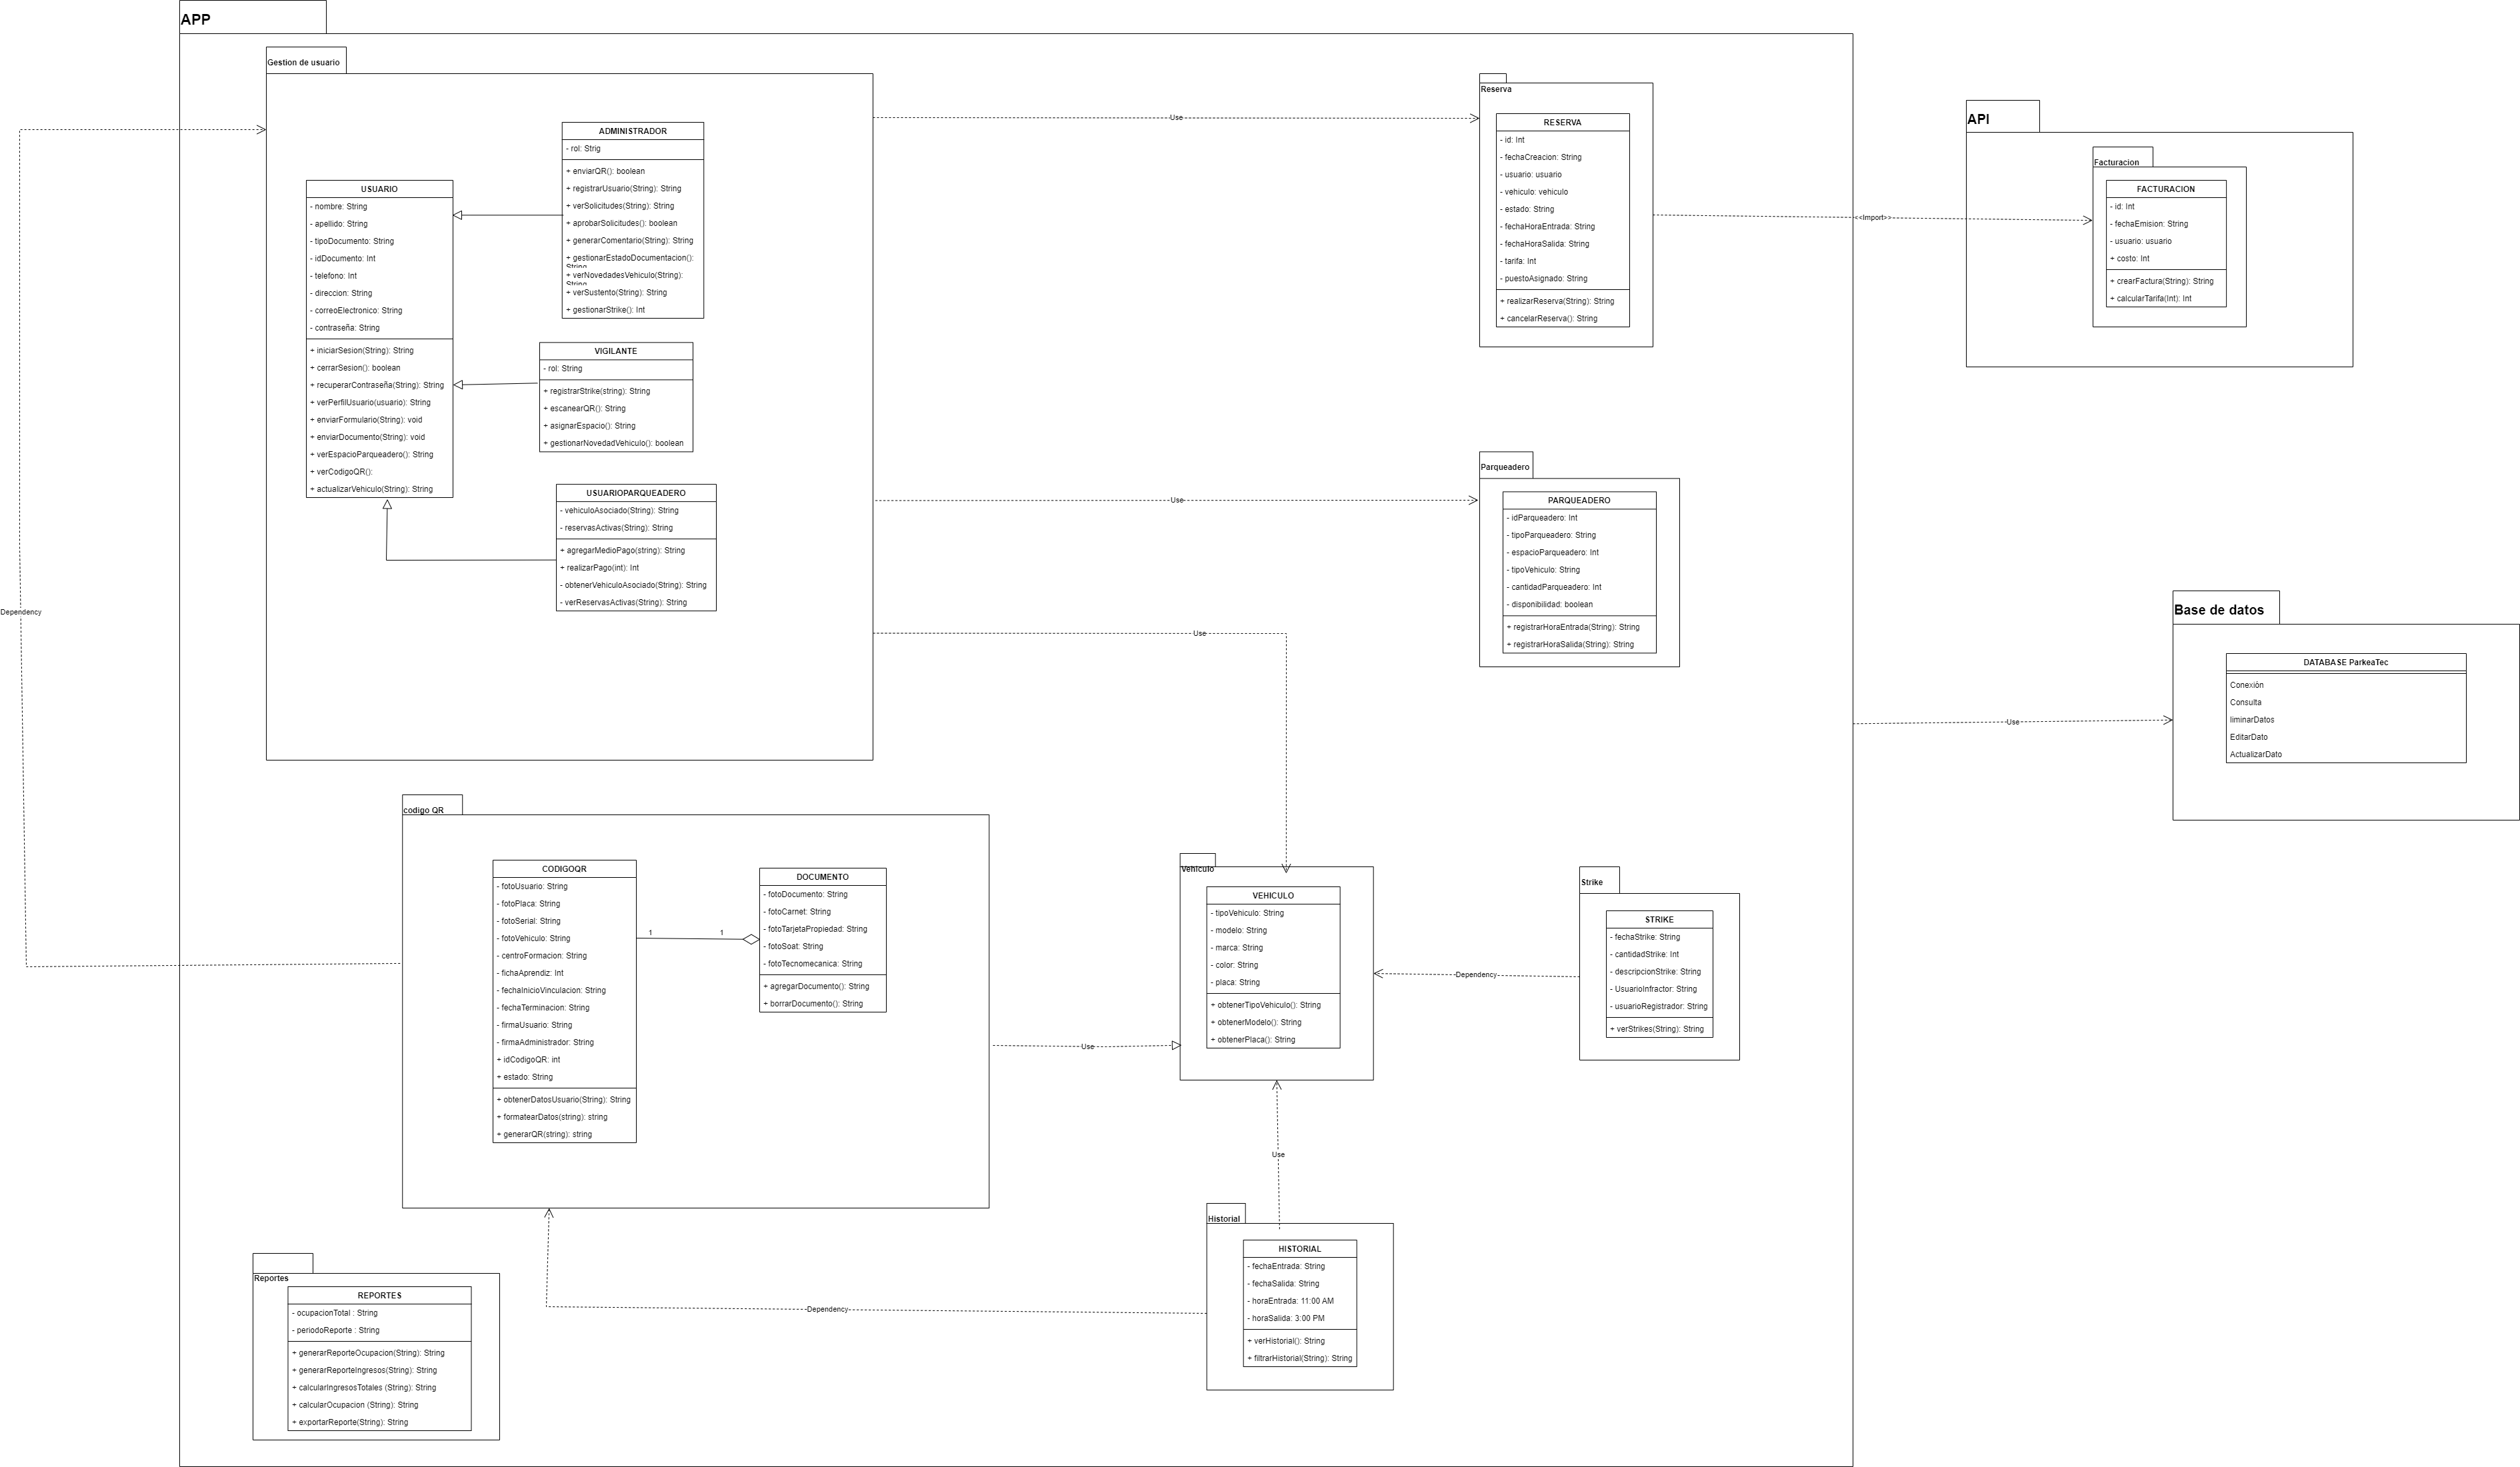 APP
Gestion de usuario
ADMINISTRADOR
- rol: Strig
+ enviarQR(): boolean
+ registrarUsuario(String): String
+ verSolicitudes(String): String
+ aprobarSolicitudes(): boolean
+ generarComentario(String): String
+ gestionarEstadoDocumentacion():
String
+ verNovedadesVehiculo(String):
String
+ verSustento(String): String
+ gestionarStrike(): Int
USUARIO
- nombre: String
- apellido: String
- tipoDocumento: String
- idDocumento: Int
- telefono: Int
- direccion: String
- correoElectronico: String
- contraseña: String
+ iniciarSesion(String): String
+ cerrarSesion(): boolean
+ recuperarContraseña(String): String
+ verPerfilUsuario(usuario): String
+ enviarFormulario(String): void
+ enviarDocumento(String): void
+ verEspacioParqueadero(): String
+ verCodigoQR():
+ actualizarVehiculo(String): String
VIGILANTE
- rol: String
+ registrarStrike(string): String
+ escanearQR(): String
+ asignarEspacio(): String
+ gestionarNovedadVehiculo(): boolean
USUARIOPARQUEADERO
- vehiculoAsociado(String): String
- reservasActivas(String): String
+ agregarMedioPago(string): String
+ realizarPago(int): Int
- obtenerVehiculoAsociado(String): String
- verReservasActivas(String): String
Use
Reserva
RESERVA
- id: Int
- fechaCreacion: String
- usuario: usuario
- vehiculo: vehiculo
- estado: String
- fechaHoraEntrada: String
- fechaHoraSalida: String
- tarifa: Int
- puestoAsignado: String
+ realizarReserva(String): String
+ cancelarReserva(): String
<<Import>>
API
Facturacion
FACTURACION
- id: Int
- fechaEmision: String
- usuario: usuario
+ costo: Int
+ crearFactura(String): String
+ calcularTarifa(Int): Int
Use
Parqueadero
PARQUEADERO
- idParqueadero: Int
- tipoParqueadero: String
- espacioParqueadero: Int
- tipoVehiculo: String
- cantidadParqueadero: Int
- disponibilidad: boolean
+ registrarHoraEntrada(String): String
+ registrarHoraSalida(String): String
Dependency
Use
Base de datos
DATABASE ParkeaTec
Conexión
Consulta
liminarDatos
EditarDato
ActualizarDato
Use
codigo QR
CODIGOQR
- fotoUsuario: String
- fotoPlaca: String
- fotoSerial: String
- fotoVehiculo: String
- centroFormacion: String
- fichaAprendiz: Int
- fechaInicioVinculacion: String
- fechaTerminacion: String
- firmaUsuario: String
- firmaAdministrador: String
+ idCodigoQR: int
+ estado: String
+ obtenerDatosUsuario(String): String
+ formatearDatos(string): string
+ generarQR(string): string
1
1
DOCUMENTO
- fotoDocumento: String
- fotoCarnet: String
- fotoTarjetaPropiedad: String
- fotoSoat: String
- fotoTecnomecanica: String
+ agregarDocumento(): String
+ borrarDocumento(): String
Use
Vehiculo
VEHICULO
- tipoVehiculo: String
- modelo: String
- marca: String
- color: String
- placa: String
+ obtenerTipoVehiculo(): String
+ obtenerModelo(): String
+ obtenerPlaca(): String
Dependency
Strike
STRIKE
- fechaStrike: String
- cantidadStrike: Int
- descripcionStrike: String
- UsuarioInfractor: String
- usuarioRegistrador: String
+ verStrikes(String): String
Use
Historial
HISTORIAL
- fechaEntrada: String
- fechaSalida: String
- horaEntrada: 11:00 AM
- horaSalida: 3:00 PM
+ verHistorial(): String
+ filtrarHistorial(String): String
Dependency
Reportes
REPORTES
- ocupacionTotal : String
- periodoReporte : String
+ generarReporteOcupacion(String): String
+ generarReporteIngresos(String): String
+ calcularIngresosTotales (String): String
+ calcularOcupacion (String): String
+ exportarReporte(String): String